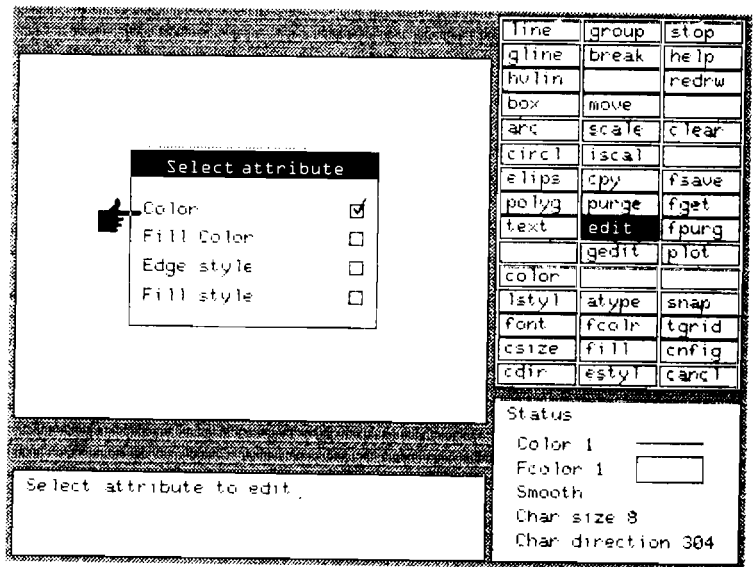 Select attribute
Color
Fill Color
Edge style
Fill style
Select attribute to edit
line group stop
gline break help
hvlin redrw
box move
arc scale clear
circl iscal
elips cpy fsave
polyg purge fget
text edit fpurg
gedit plot
color
lstyl atype snap
font fcolr tgrid
csize fill cnfig
cdir estyl cancl
Status
Color 1
Fcolor 1
Smooth
Char size 8
Char direction 304